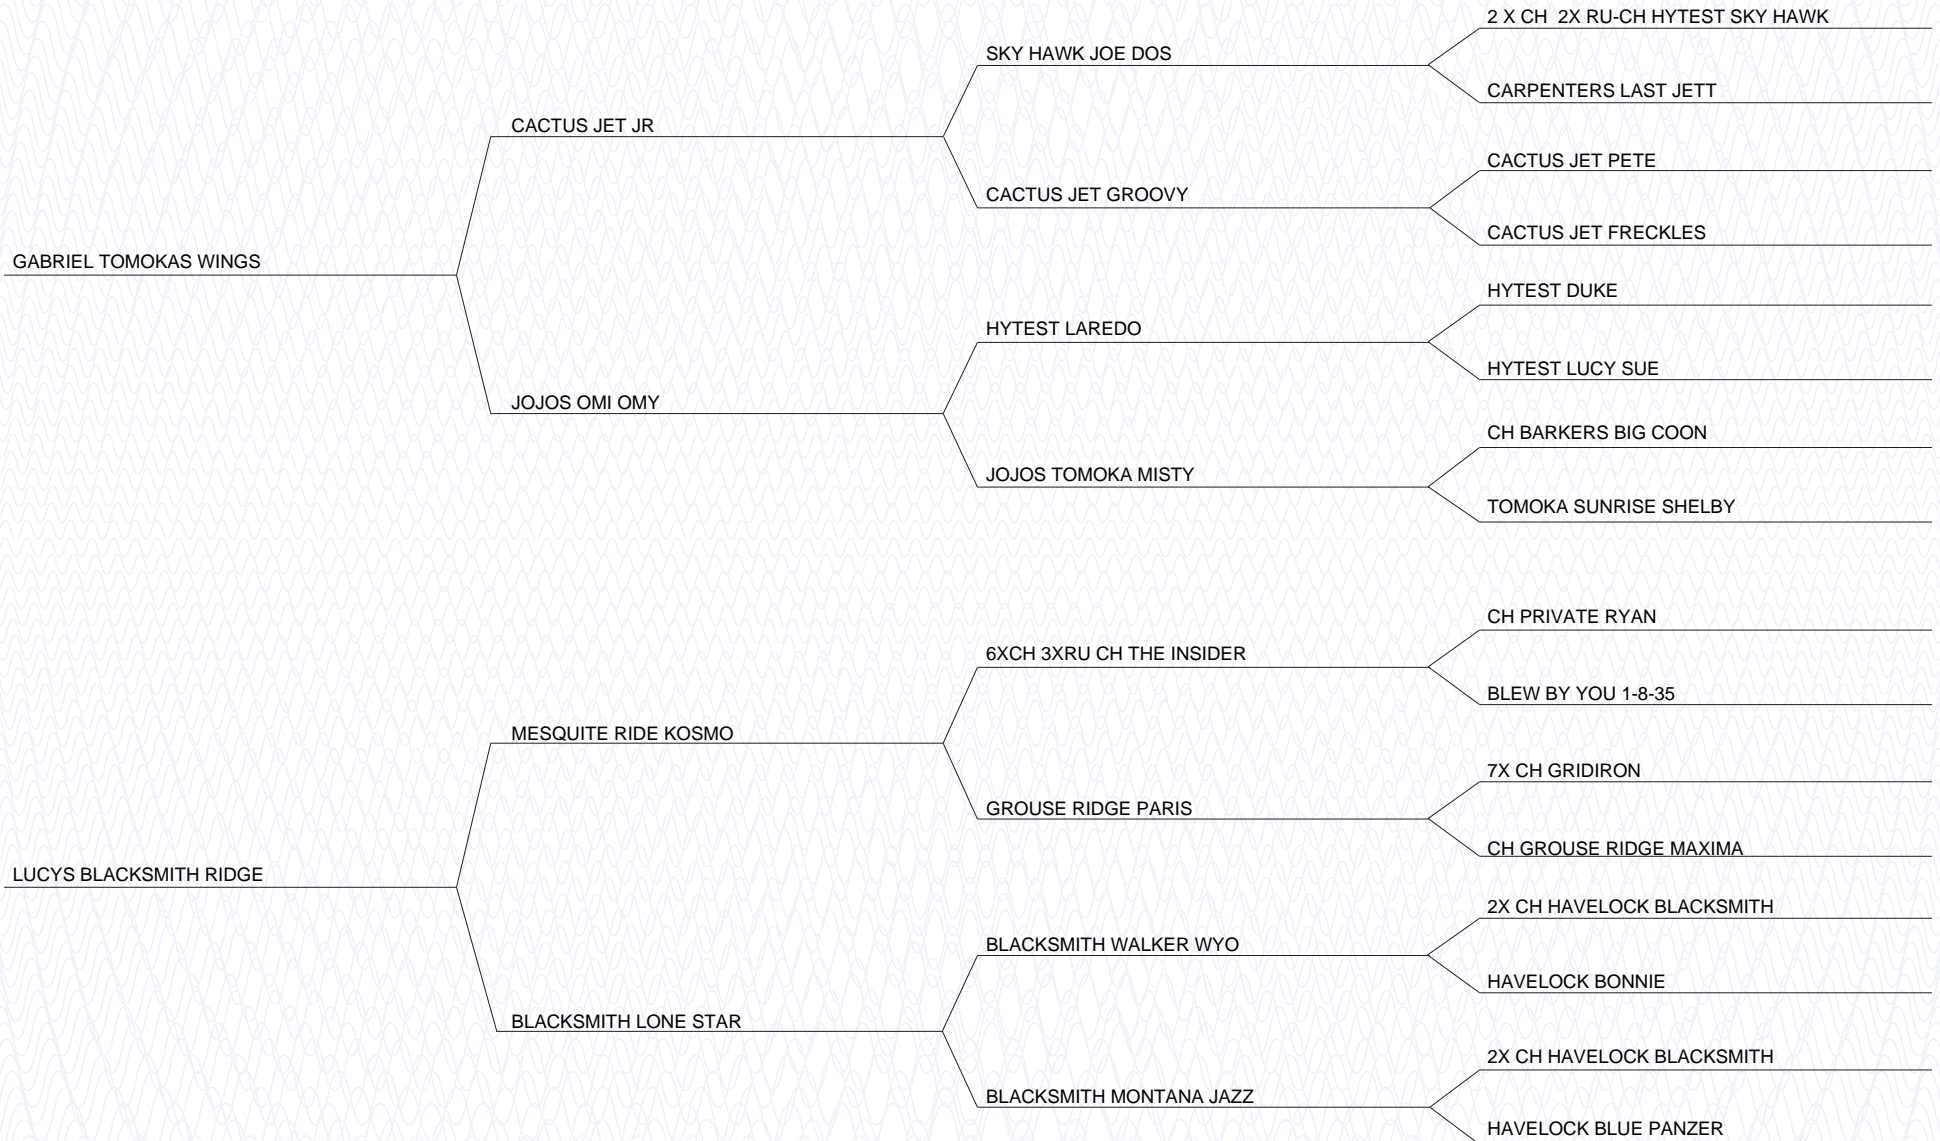 2 X CH  2X RU-CH HYTEST SKY HAWK
SKY HAWK JOE DOS
CARPENTERS LAST JETT
CACTUS JET JR
CACTUS JET PETE
CACTUS JET GROOVY
CACTUS JET FRECKLES
GABRIEL TOMOKAS WINGS
HYTEST DUKE
HYTEST LAREDO
HYTEST LUCY SUE
JOJOS OMI OMY
CH BARKERS BIG COON
JOJOS TOMOKA MISTY
TOMOKA SUNRISE SHELBY
CH PRIVATE RYAN
6XCH 3XRU CH THE INSIDER
BLEW BY YOU 1-8-35
MESQUITE RIDE KOSMO
7X CH GRIDIRON
GROUSE RIDGE PARIS
CH GROUSE RIDGE MAXIMA
LUCYS BLACKSMITH RIDGE
2X CH HAVELOCK BLACKSMITH
BLACKSMITH WALKER WYO
HAVELOCK BONNIE
BLACKSMITH LONE STAR
2X CH HAVELOCK BLACKSMITH
BLACKSMITH MONTANA JAZZ
HAVELOCK BLUE PANZER